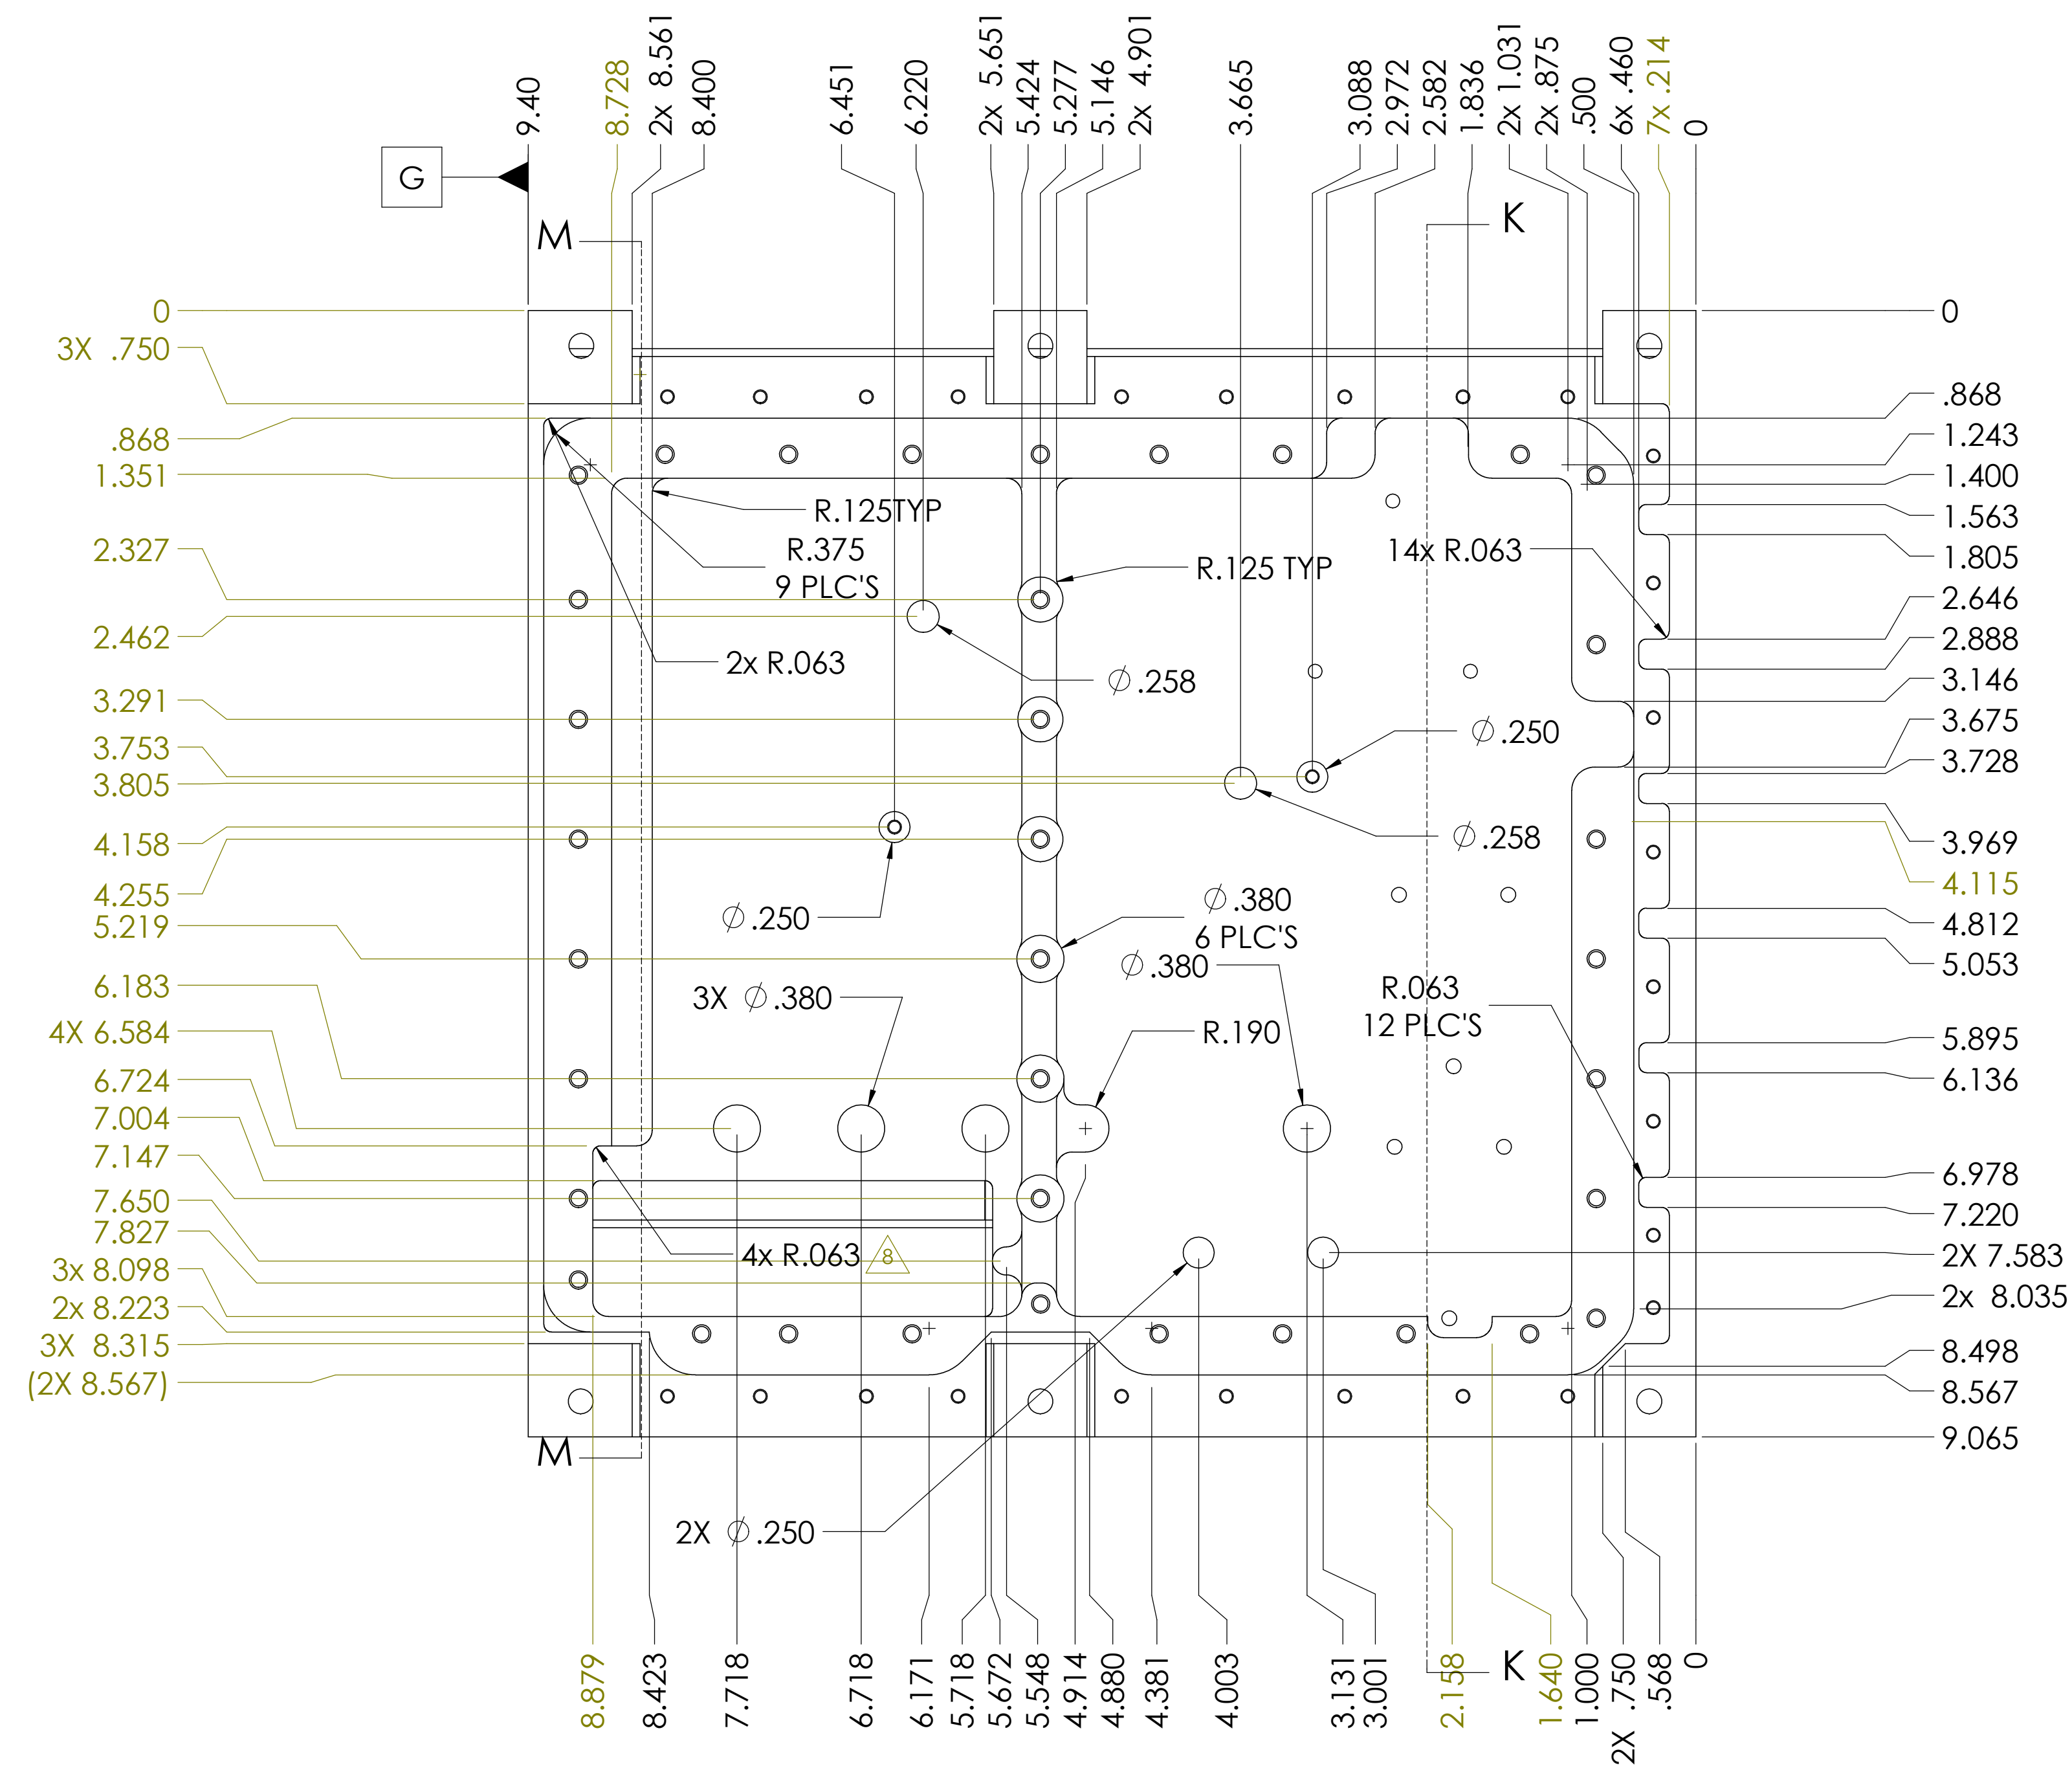 9.40
8.728
2x 8.561
8.400
6.451
6.220
2x 5.651
5.424
5.277
5.146
2x 4.901
3.665
3.088
2.972
2.582
1.836
2x 1.031
2x .875
.500
6x .460
7x .214
0
G
M
K
0
3X .750
.868
1.351
2.327
2.462
3.291
3.753
3.805
4.158
4.255
5.219
6.183
4X 6.584
6.724
7.004
7.147
7.650
7.827
3x 8.098
2x 8.223
3X 8.315
(2X 8.567)
R.125TYP
R.375
9 PLC'S
2x R.063
R.125 TYP
14x R.063
∅ .258
∅ .250
∅ .258
∅ .250
∅ .380
6 PLC'S
∅ .380
3X ∅ .380
R.190
R.063
12 PLC'S
4x R.063
8
2X ∅ .250
0
.868
1.243
1.400
1.563
1.805
2.646
2.888
3.146
3.675
3.728
3.969
4.115
4.812
5.053
5.895
6.136
6.978
7.220
2X 7.583
2x 8.035
8.498
8.567
9.065
M
K
8.879
8.423
7.718
6.718
6.171
5.718
5.672
5.548
4.914
4.880
4.381
4.003
3.131
3.001
2.158
1.640
1.000
2X .750
.568
0